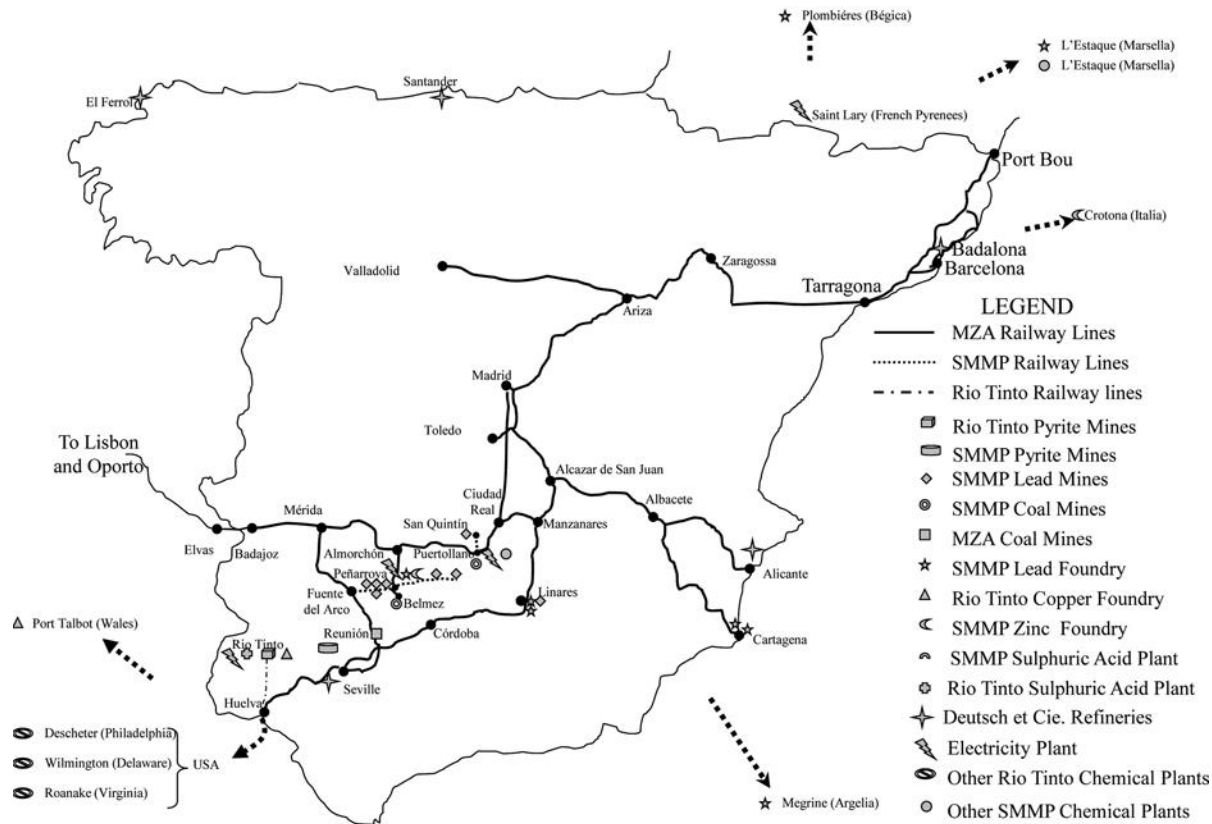 Plombiéres (Bégica)
L'Estaque (Marsella)
L'Estaque (Marsella)
Santander
El Ferrol
Saint Lary (French Pyrenees)
Port Bou
Crotona (Italía)
Badalona
Barcelona
Valladolid
Zaragossa
Tarragona
Ariza
Madrid
Toledo
To Lisbon
and Oporto
Alcazar de San Juan
Ciudad
Real
Albacete
Mérida
San Quintín
Manzanares
Elvas
Badajoz
Almorchón
Puertollano
Alicante
Peñarroya
Fuente
del Arco
Belmez
Linares
Reunión
Córdoba
Cartagena
Port Talbot (Wales)
Rio Tinto
Seville
Huelva
Descheter (Philadelphia)
Wilmington (Delaware)
Roanake (Virginia)
USA
Megrine (Argelia)
LEGEND
MZA Railway Lines
SMMP Railway Lines
Rio Tinto Railway lines
Rio Tinto Pyrite Mines
SMMP Pyrite Mines
SMMP Lead Mines
SMMP Coal Mines
MZA Coal Mines
SMMP Lead Foundry
Rio Tinto Copper Foundry
SMMP Zinc Foundry
SMMP Sulphuric Acid Plant
Rio Tinto Sulphuric Acid Plant
Deutsch et Cie. Refineries
Electricity Plant
Other Rio Tinto Chemical Plants
Other SMMP Chemical Plants